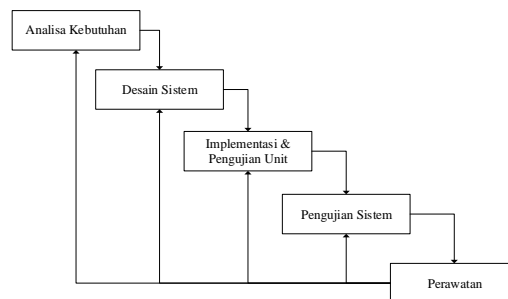 Analisa Kebutuhan
Desain Sistem
Implementasi &
Pengujian Unit
Pengujian Sistem
Perawatan